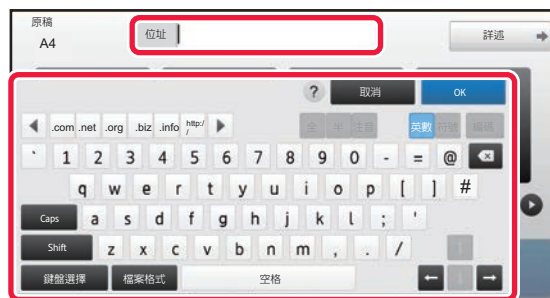 原稿
A4
位址
詳述
? 取消 OK
.com .net .org .biz .info http:/
/
全 半 注音 英數 符號 編碼
` 1 2 3 4 5 6 7 8 9 0 - = @
q w e r t y u i o p [ ] #
Caps a s d f g h j k l ; '
Shift z x c v b n m , . /
鍵盤選擇 檔案格式 空格